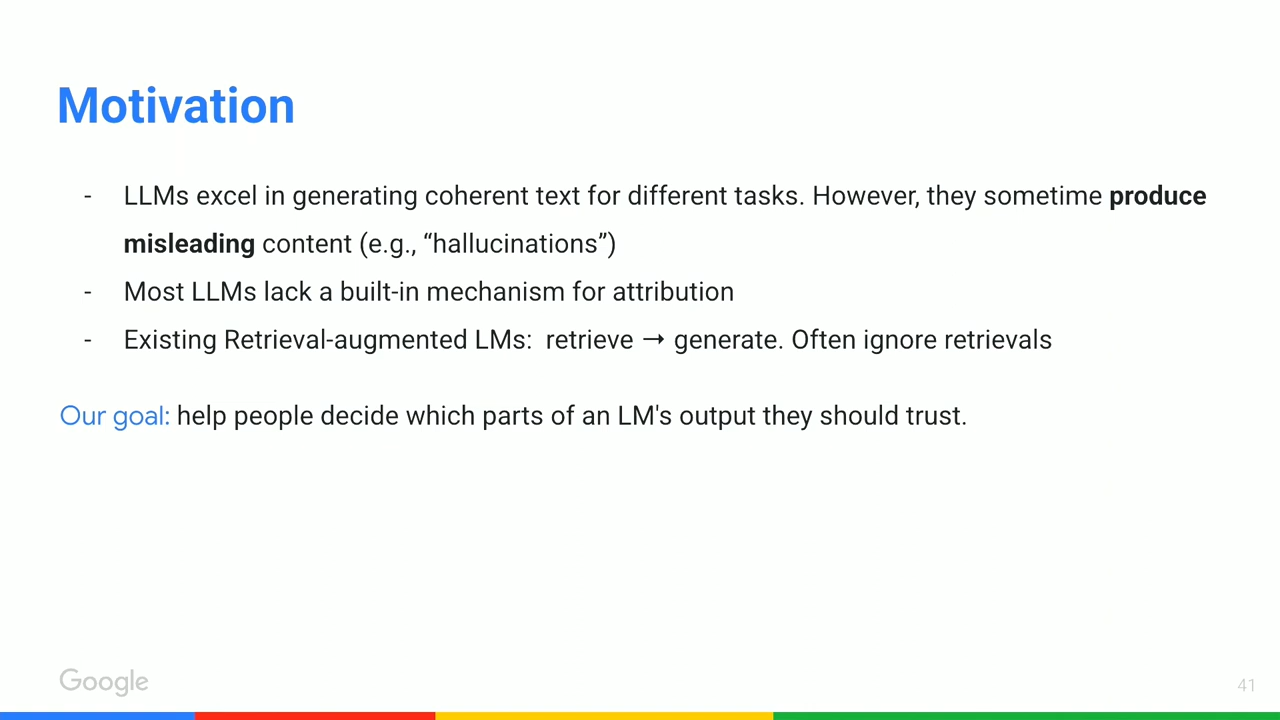 Motivation
- LLMs excel in generating coherent text for different tasks. However, they sometime produce
misleading content (e.g., “hallucinations”)
- Most LLMs lack a built-in mechanism for attribution
- Existing Retrieval-augmented LMs:  retrieve → generate. Often ignore retrievals
Our goal: help people decide which parts of an LM's output they should trust.
Google
41